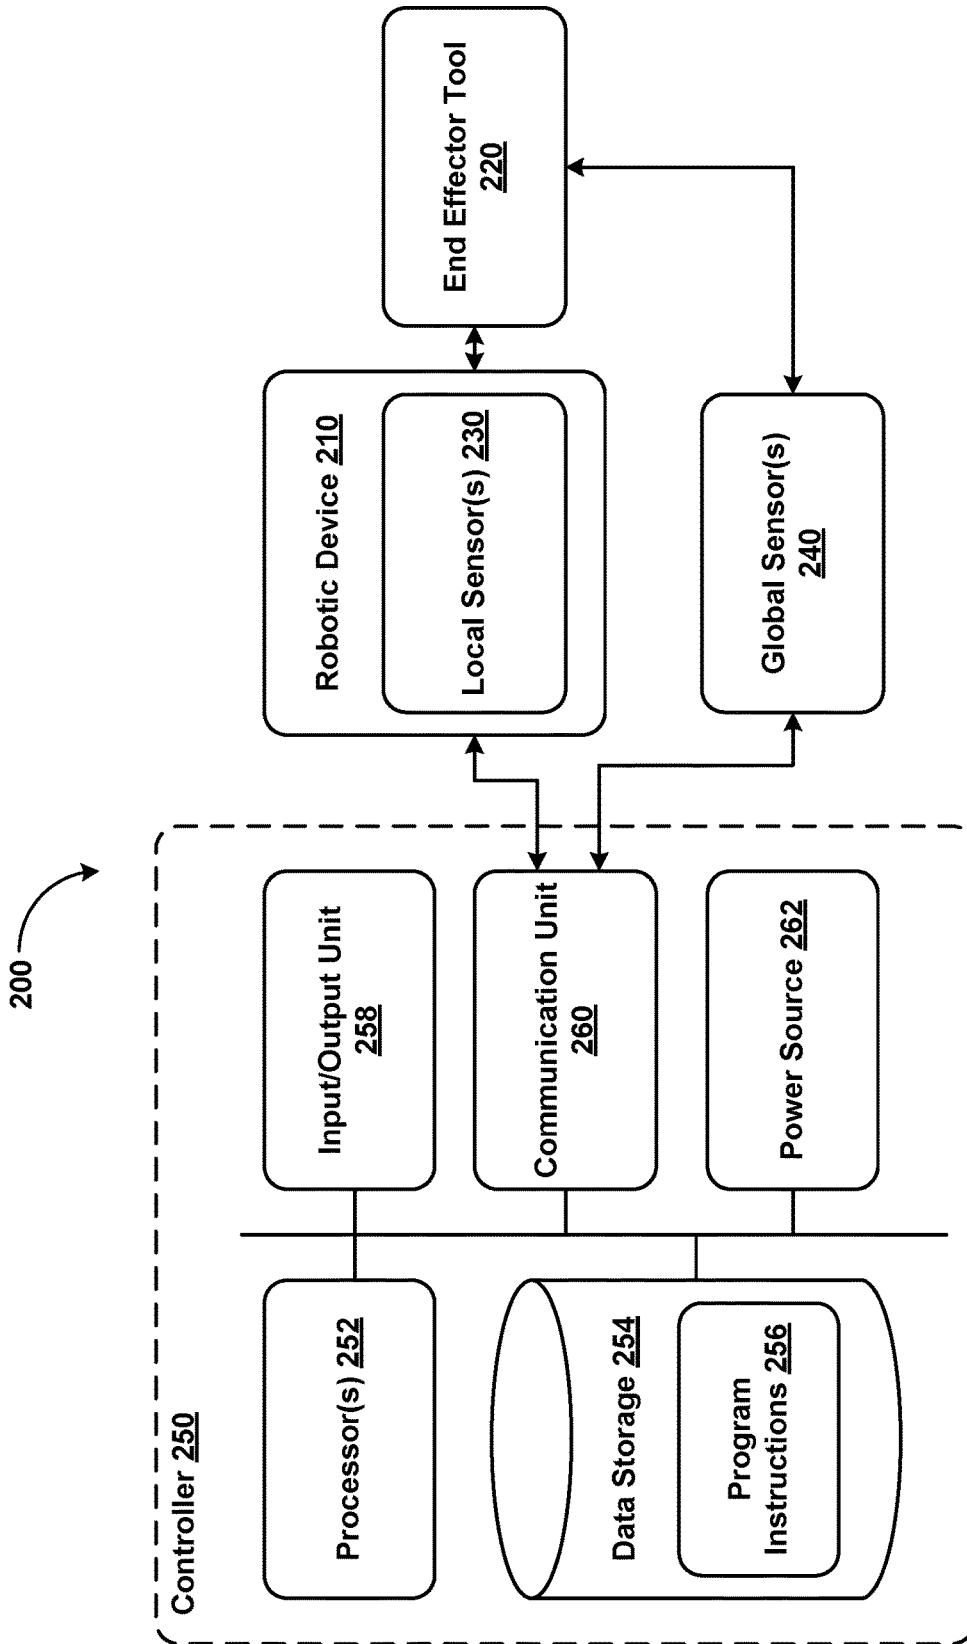 200
Controller 250
Processor(s) 252
Data Storage 254
Program
Instructions 256
Input/Output Unit
258
Communication Unit
260
Power Source 262
Robotic Device 210
Local Sensor(s) 230
Global Sensor(s)
240
End Effector Tool
220